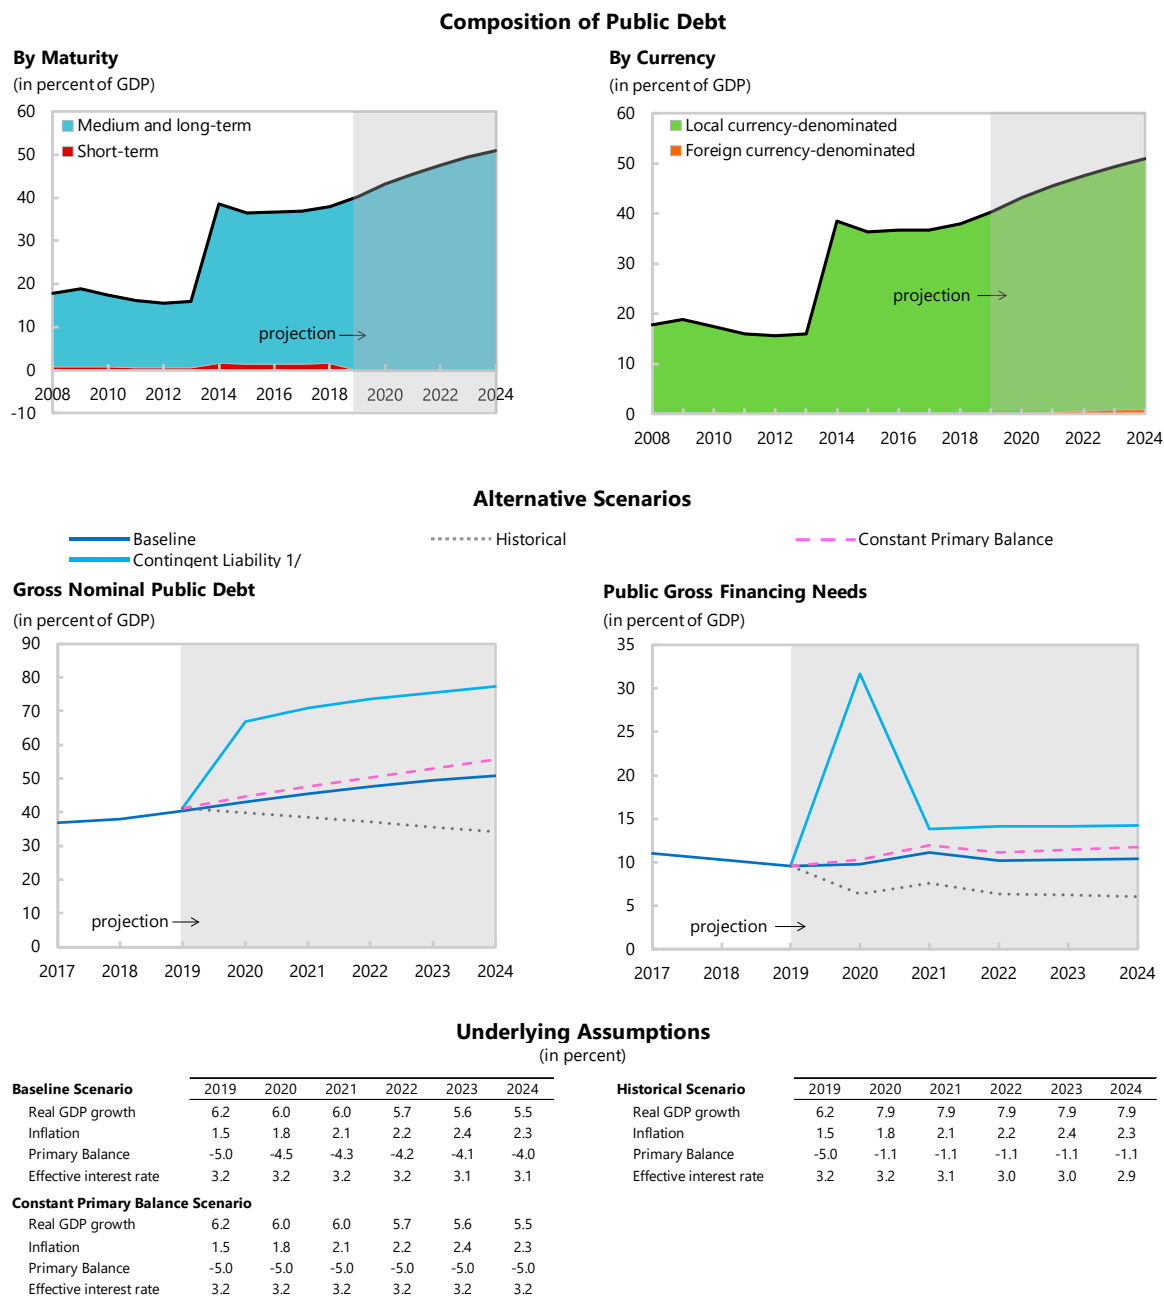 Composition of Public Debt
By Maturity
(in percent of GDP)
60
50
40
30
20
10
0
-10
Medium and long-term
Short-term
projection
2008 2010 2012 2014 2016 2018 2020 2022 2024
By Currency
(in percent of GDP)
60
50
40
30
20
10
0
Local currency-denominated
Foreign currency-denominated
projection
2008 2010 2012 2014 2016 2018 2020 2022 2024
Alternative Scenarios
Baseline Historical Constant Primary Balance
Contingent Liability 1/
Gross Nominal Public Debt
(in percent of GDP)
90
80
70
60
50
40
30
20
10
0
projection
2017 2018 2019 2020 2021 2022 2023 2024
Public Gross Financing Needs
(in percent of GDP)
35
30
25
20
15
10
5
0
projection
2017 2018 2019 2020 2021 2022 2023 2024
Underlying Assumptions
(in percent)
Baseline Scenario 2019 2020 2021 2022 2023 2024
Real GDP growth 6.2 6.0 6.0 5.7 5.6 5.5
Inflation 1.5 1.8 2.1 2.2 2.4 2.3
Primary Balance -5.0 -4.5 -4.3 -4.2 -4.1 -4.0
Effective interest rate 3.2 3.2 3.2 3.2 3.1 3.1
Constant Primary Balance Scenario
Real GDP growth 6.2 6.0 6.0 5.7 5.6 5.5
Inflation 1.5 1.8 2.1 2.2 2.4 2.3
Primary Balance -5.0 -5.0 -5.0 -5.0 -5.0 -5.0
Effective interest rate 3.2 3.2 3.2 3.2 3.2 3.2
Historical Scenario 2019 2020 2021 2022 2023 2024
Real GDP growth 6.2 7.9 7.9 7.9 7.9 7.9
Inflation 1.5 1.8 2.1 2.2 2.4 2.3
Primary Balance -5.0 -1.1 -1.1 -1.1 -1.1 -1.1
Effective interest rate 3.2 3.2 3.1 3.0 3.0 2.9